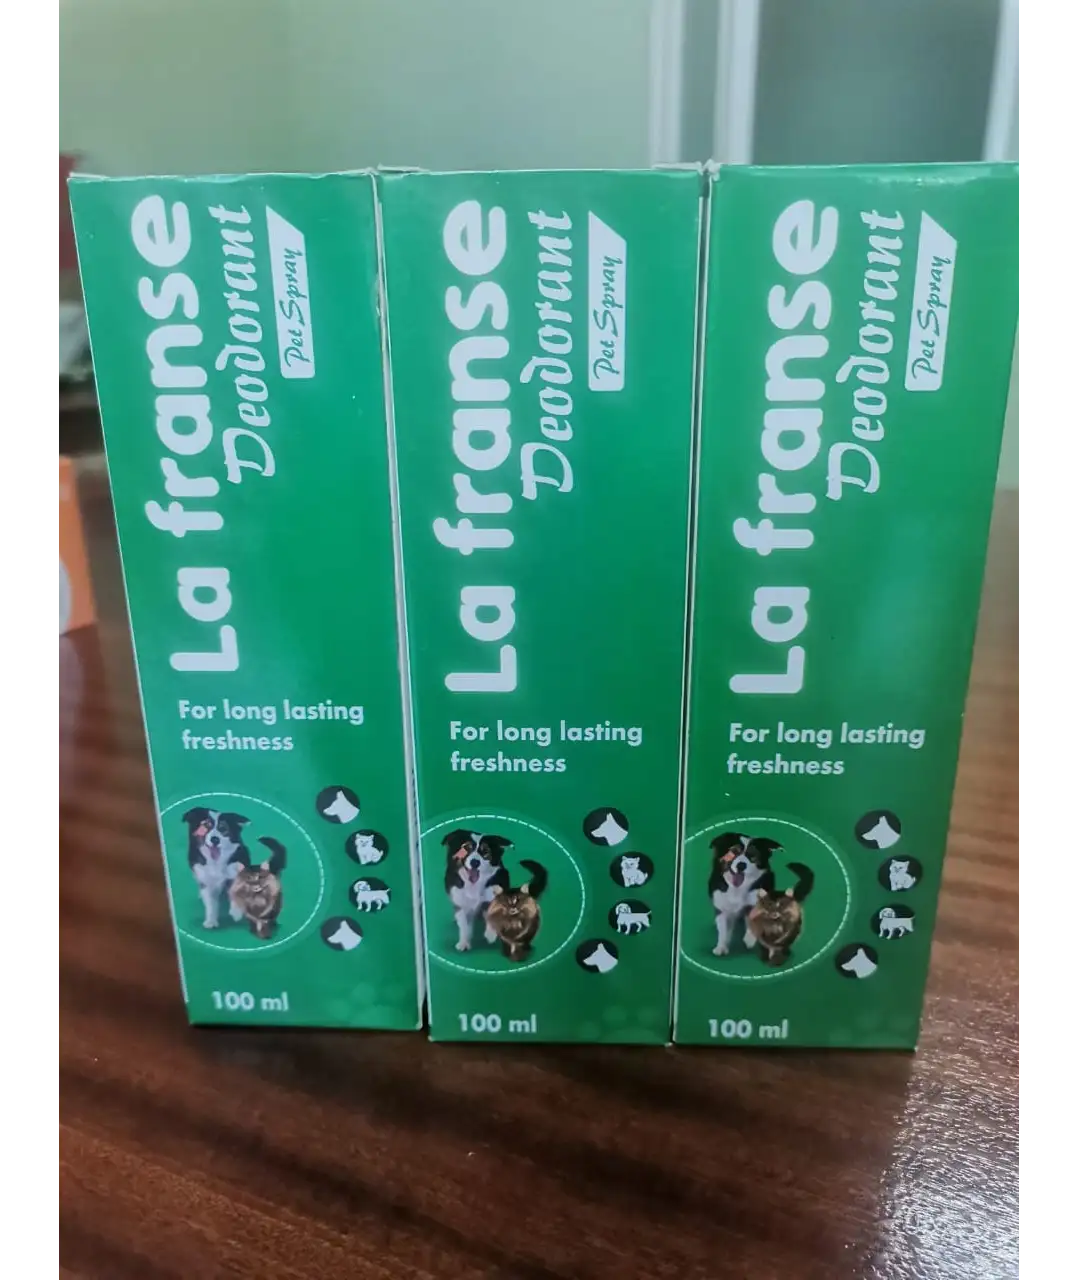 La franse
Deodorant
Pet Spray
For long lasting
freshness
100 ml
La franse
Deodorant
Pet Spray
For long lasting
freshness
100 ml
La franse
Deodorant
Pet Spray
For long lasting
freshness
100 ml